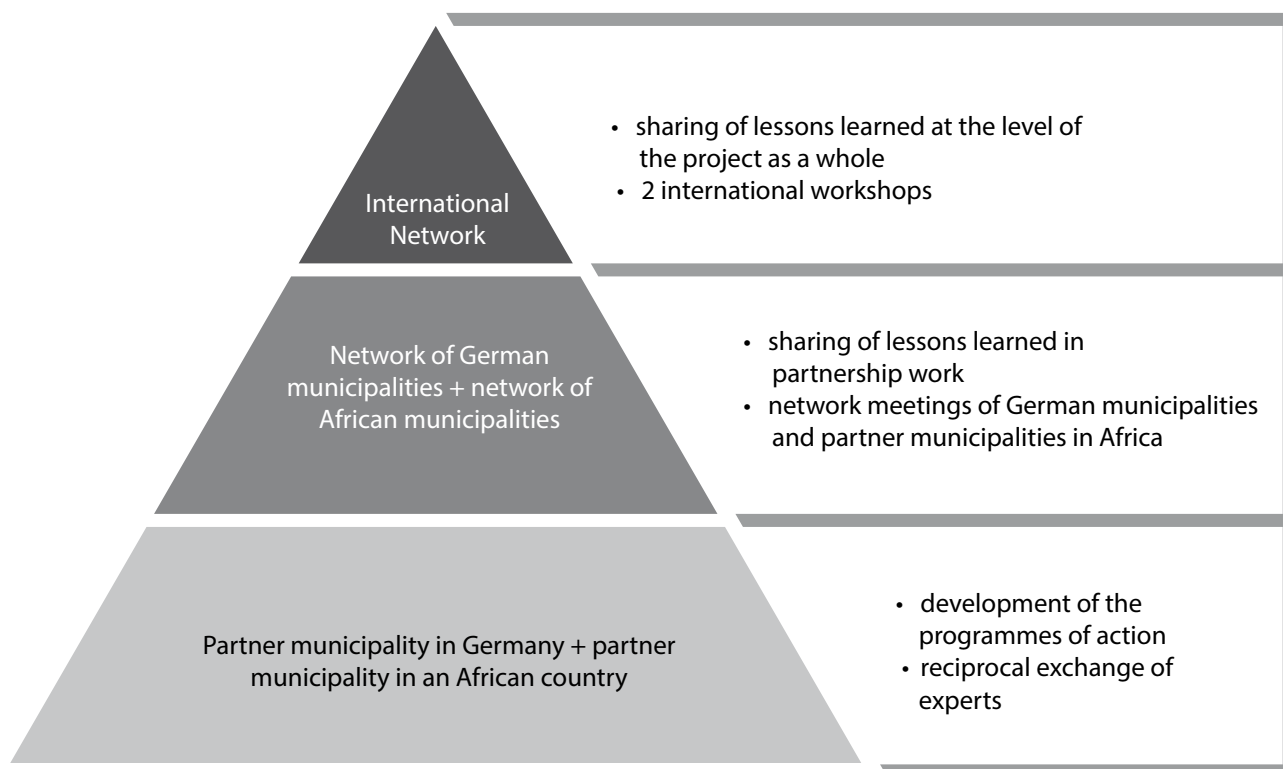 International
Network
• sharing of lessons learned at the level of
the project as a whole
• 2 international workshops
Network of German
municipalities + network of
African municipalities
• sharing of lessons learned in
partnership work
• network meetings of German municipalities
and partner municipalities in Africa
Partner municipality in Germany + partner
municipality in an African country
• development of the
programmes of action
• reciprocal exchange of
experts